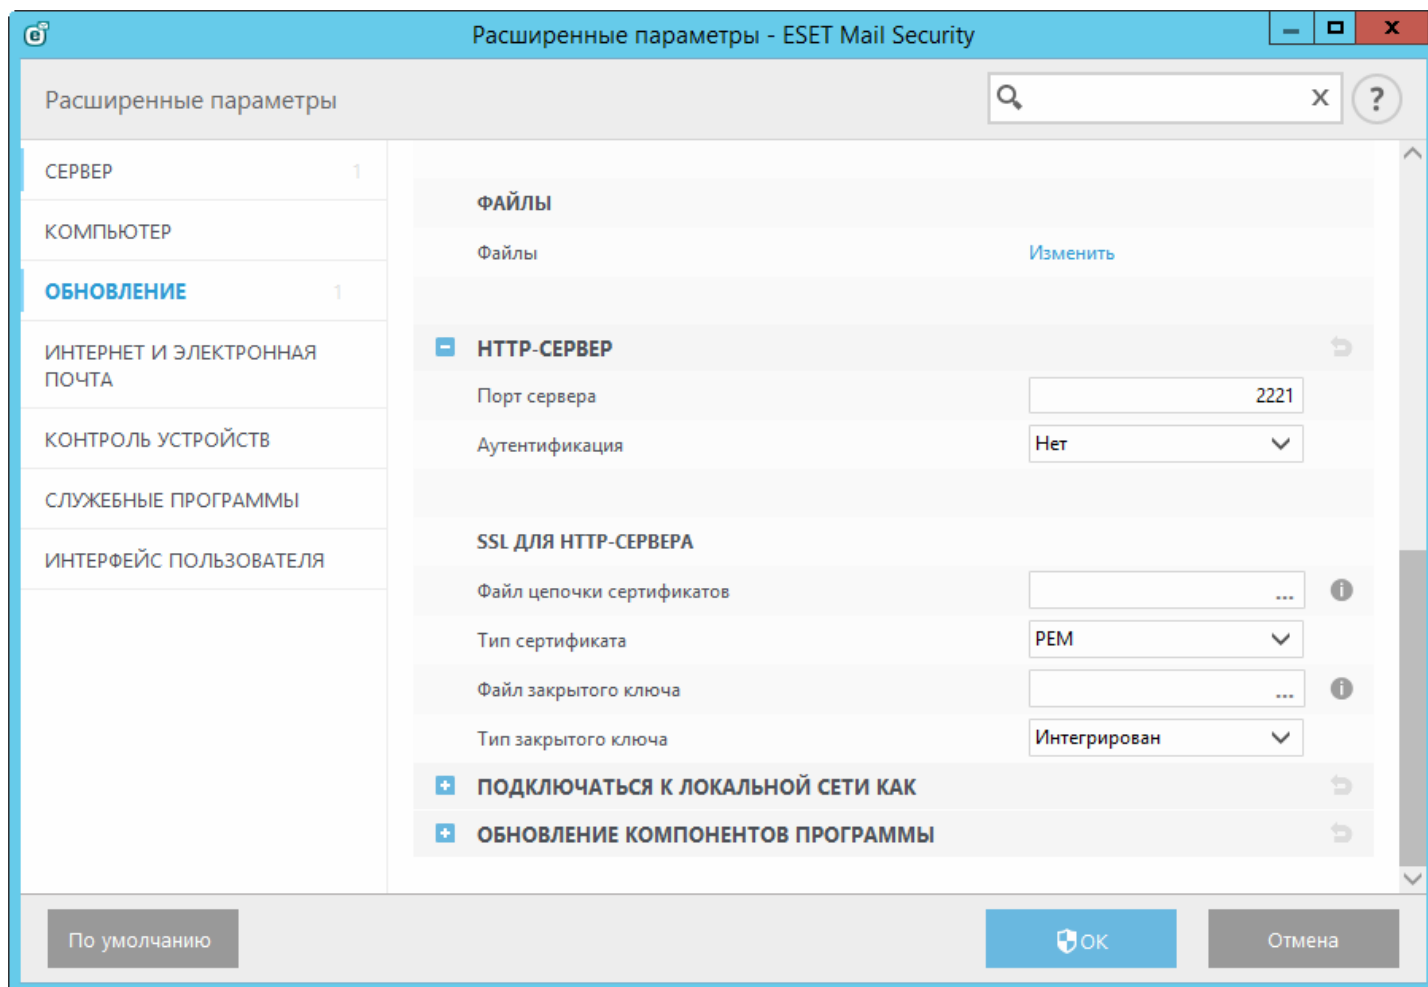 Расширенные параметры - ESET Mail Security
Расширенные параметры
СЕРВЕР 1
КОМПЬЮТЕР
ОБНОВЛЕНИЕ 1
ИНТЕРНЕТ И ЭЛЕКТРОННАЯ
ПОЧТА
КОНТРОЛЬ УСТРОЙСТВ
СЛУЖЕБНЫЕ ПРОГРАММЫ
ИНТЕРФЕЙС ПОЛЬЗОВАТЕЛЯ
ФАЙЛЫ
Файлы Изменить
HTTP-СЕРВЕР
Порт сервера 2221
Аутентификация Нет
SSL ДЛЯ HTTP-СЕРВЕРА
Файл цепочки сертификатов ...
Тип сертификата PEM
Файл закрытого ключа ...
Тип закрытого ключа Интегрирован
ПОДКЛЮЧАТЬСЯ К ЛОКАЛЬНОЙ СЕТИ КАК
ОБНОВЛЕНИЕ КОМПОНЕНТОВ ПРОГРАММЫ
По умолчанию OK Отмена